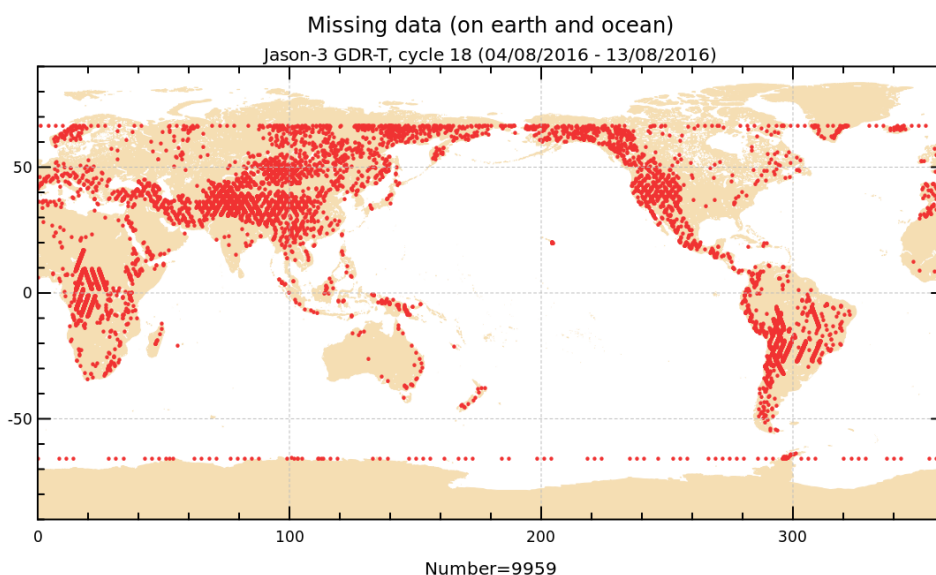 Missing data (on earth and ocean)
Jason-3 GDR-T, cycle 18 (04/08/2016 - 13/08/2016)
50
0
-50
0 100 200 300
Number=9959